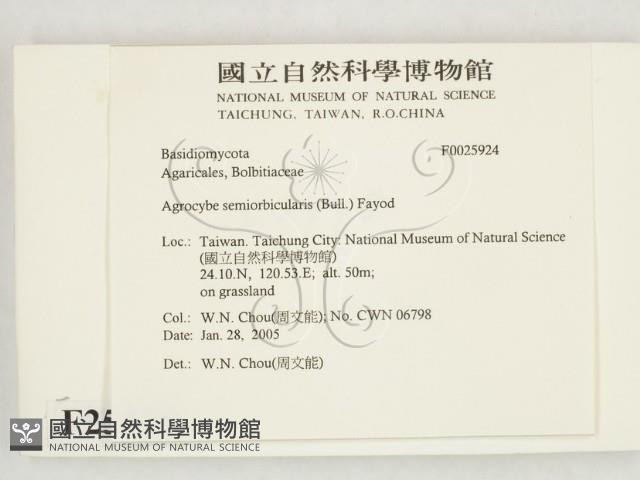 國立自然科學博物館
NATIONAL MUSEUM OF NATURAL SCIENCE
TAICHUNG, TAIWAN, R.O.CHINA
Basidiomycota F0025924
Agaricales, Bolbitiaceae
Agrocybe semiorbicularis (Bull.) Fayod
Loc.: Taiwan. Taichung City: National Museum of Natural Science
(國立自然科學博物館)
24.10.N, 120.53.E; alt. 50m;
on grassland
Col.: W.N. Chou(周文能); No. CWN 06798
Date: Jan. 28, 2005
Det.: W.N. Chou(周文能)
國立自然科學博物館
NATIONAL MUSEUM OF NATURAL SCIENCE